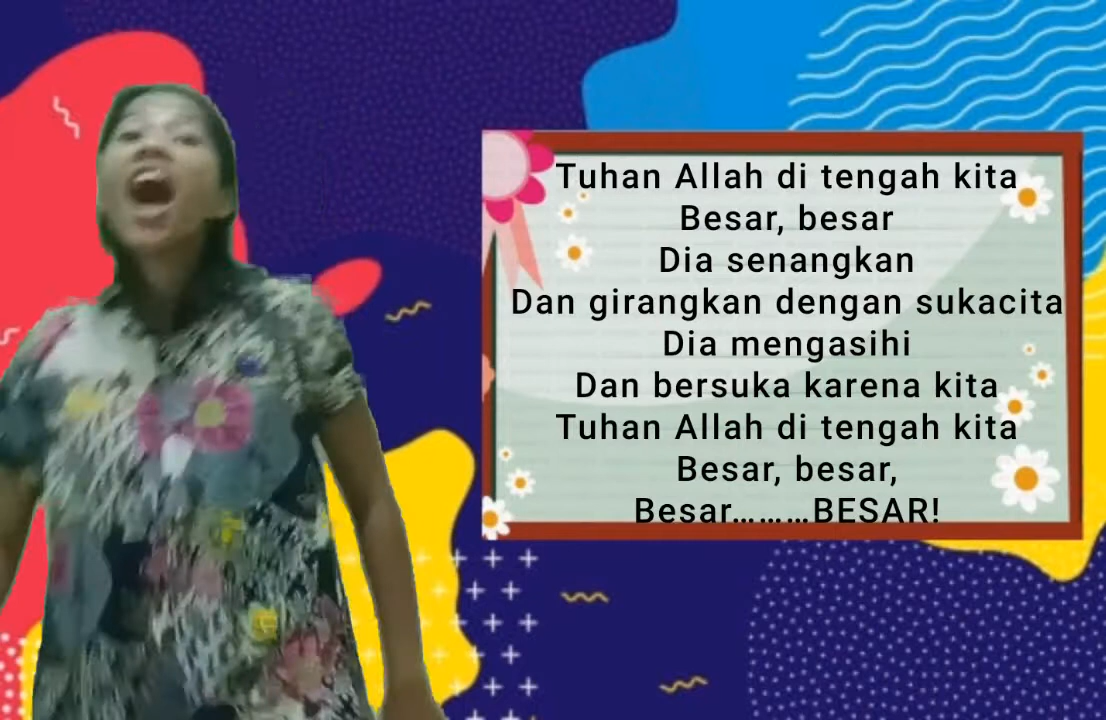 Tuhan Allah di tengah kita
Besar, besar
Dia senangkan
Dan girangkan dengan sukacita
Dia mengasihi
Dan bersuka karena kita
Tuhan Allah di tengah kita
Besar, besar,
Besar………BESAR!